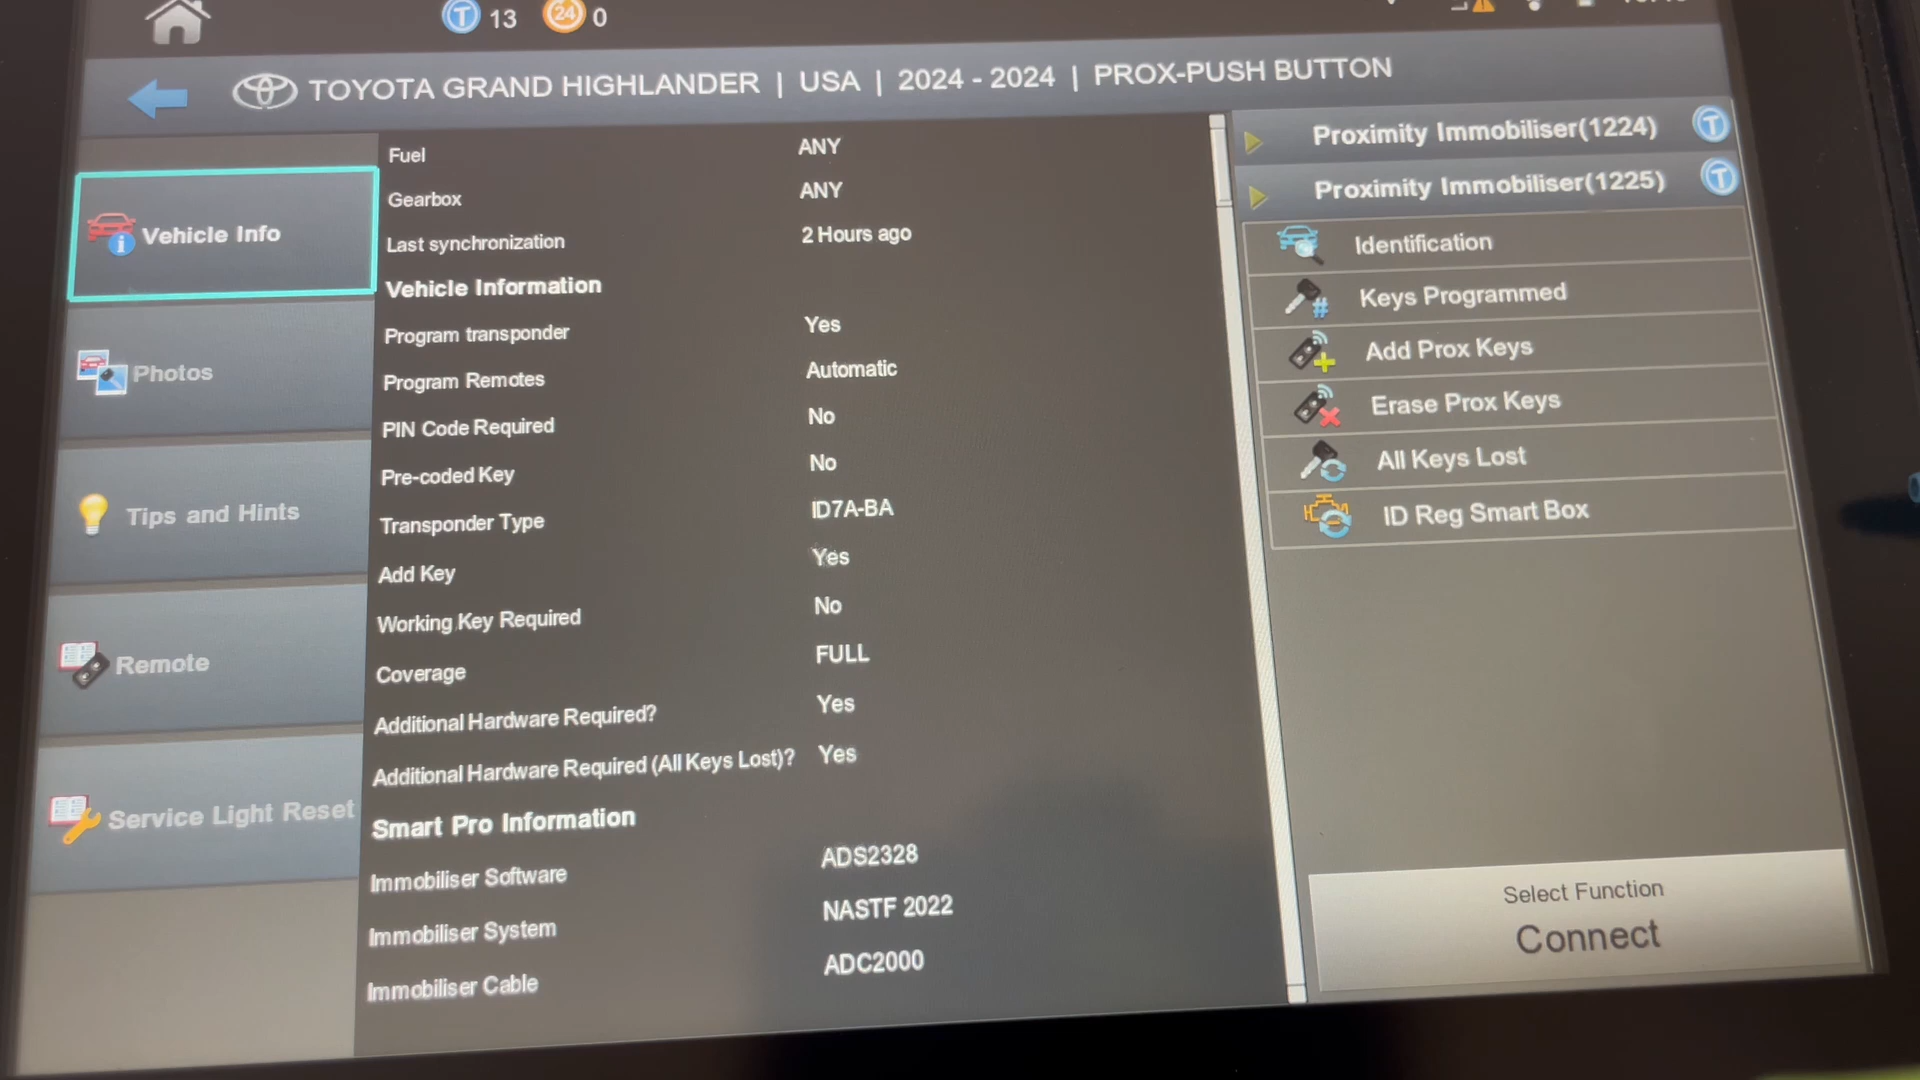 13 24 0
TOYOTA GRAND HIGHLANDER | USA | 2024 - 2024 | PROX-PUSH BUTTON
Vehicle Info
Photos
Tips and Hints
Remote
Service Light Reset
Fuel ANY
Gearbox ANY
Last synchronization 2 Hours ago
Vehicle Information
Program transponder Yes
Program Remotes Automatic
PIN Code Required No
Pre-coded Key No
Transponder Type ID7A-BA
Add Key Yes
Working Key Required No
Coverage FULL
Additional Hardware Required? Yes
Additional Hardware Required (All Keys Lost)? Yes
Smart Pro Information
Immobiliser Software ADS2328
Immobiliser System NASTF 2022
Immobiliser Cable ADC2000
Proximity Immobiliser(1224)
Proximity Immobiliser(1225)
Identification
Keys Programmed
Add Prox Keys
Erase Prox Keys
All Keys Lost
ID Reg Smart Box
Select Function
Connect